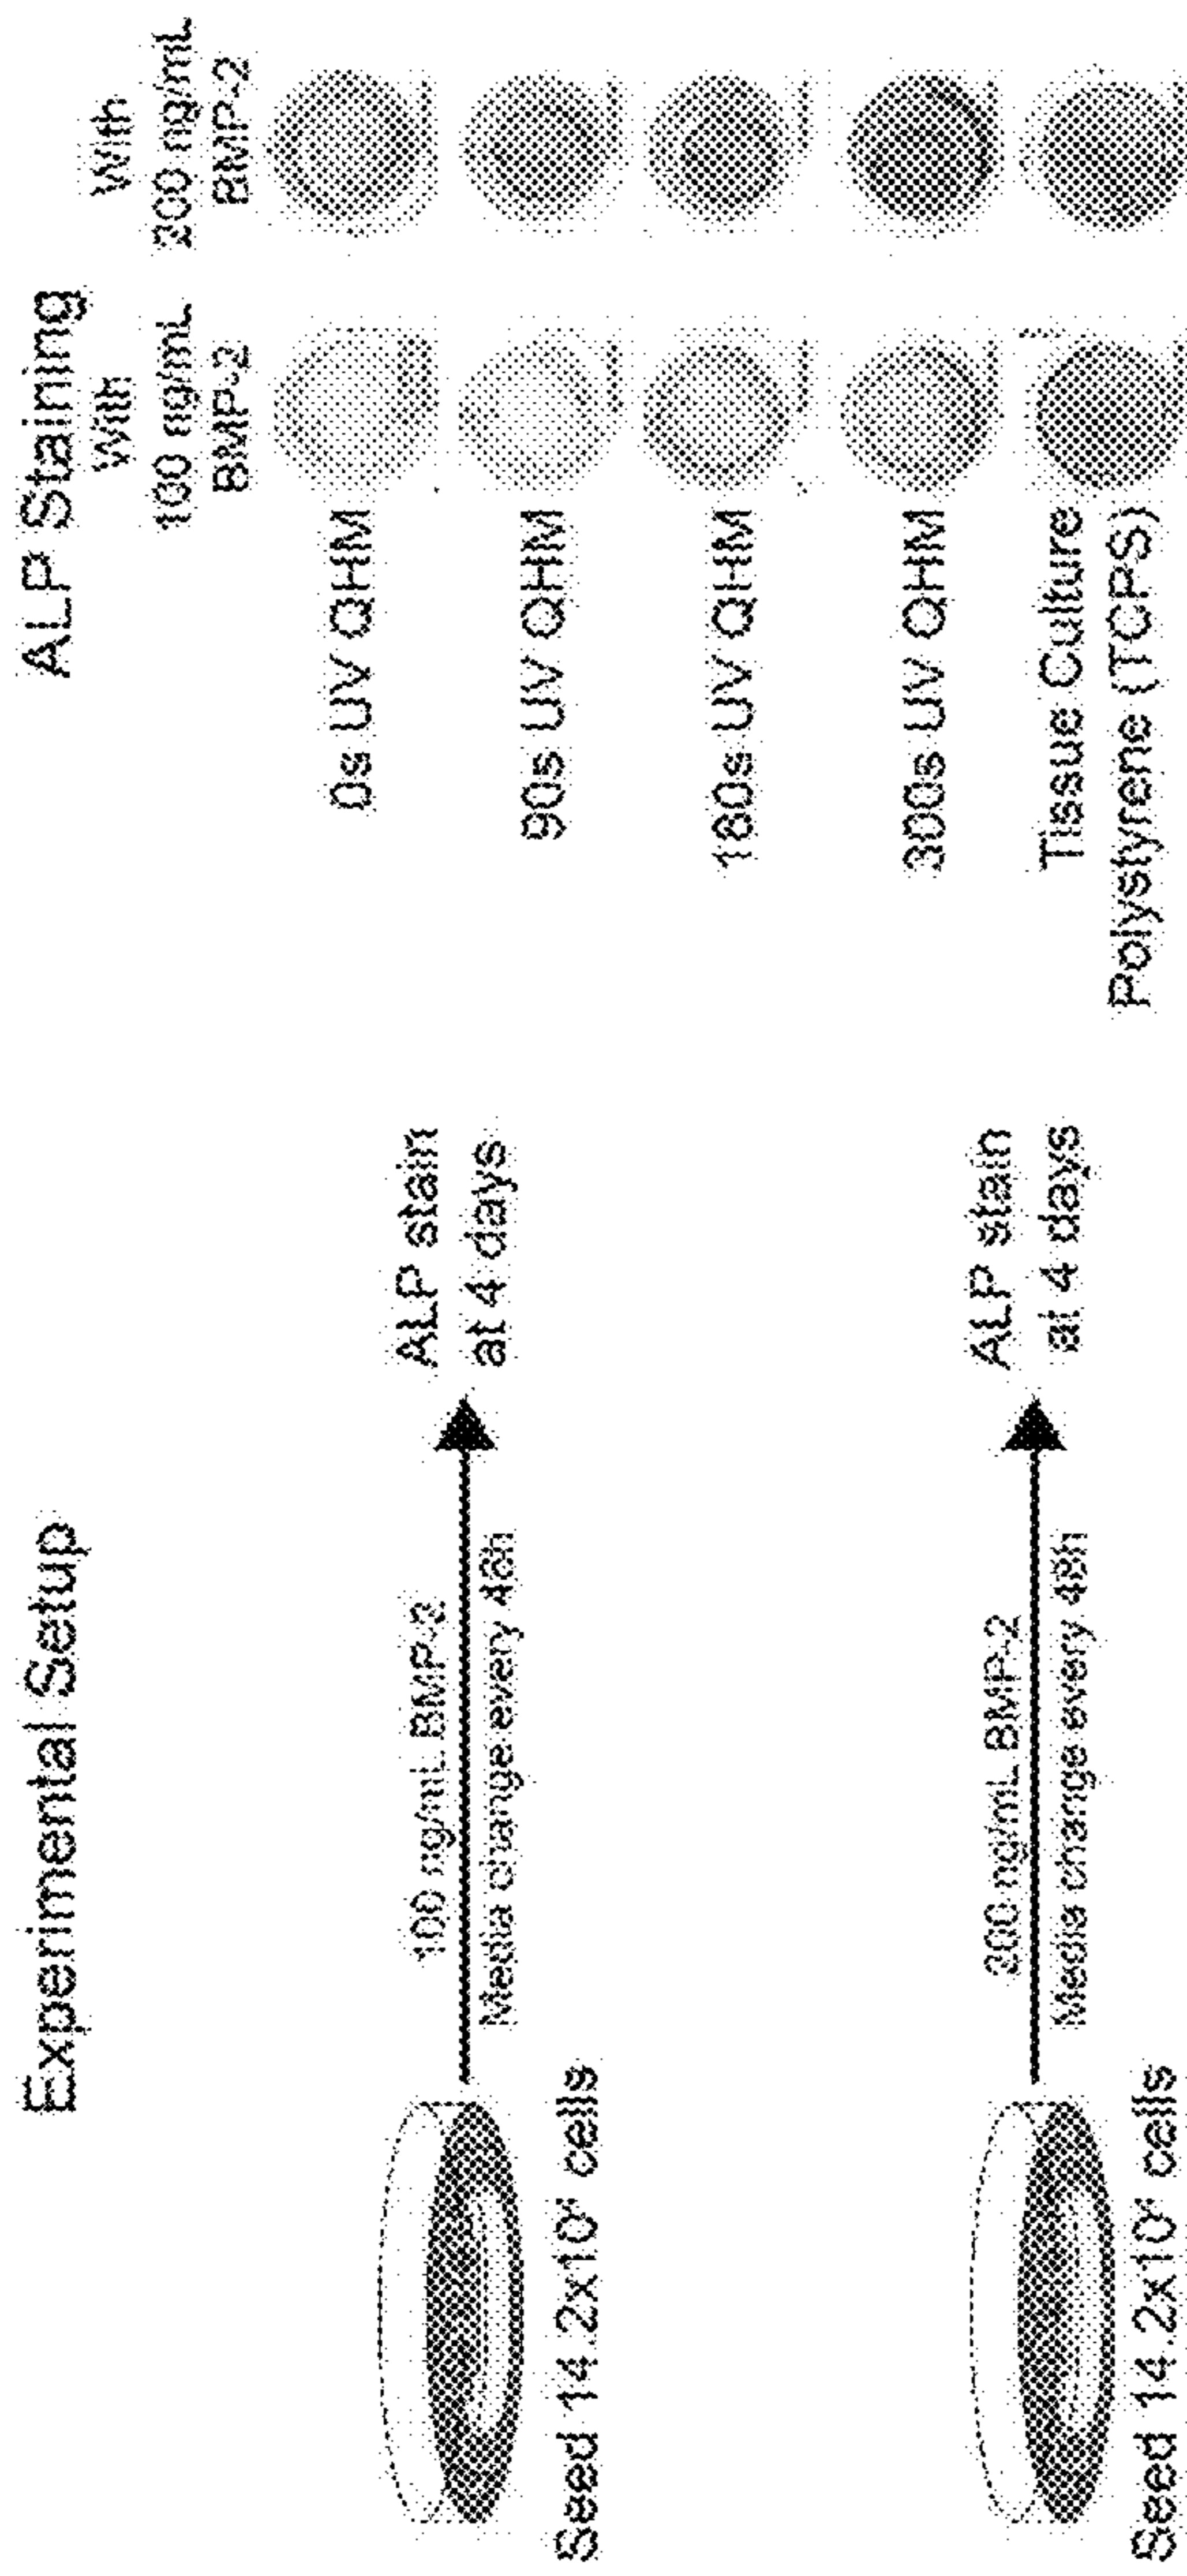 Experimental Setup
100 ng/mL BMP-2
Media change every 48h
ALP stain
at 4 days
Seed 14.2x10⁴ cells
200 ng/mL BMP-2
Media change every 48h
ALP stain
at 4 days
Seed 14.2x10⁴ cells
ALP Staining
With
100 ng/mL
BMP-2
With
200 ng/mL
BMP-2
0s UV QHM
90s UV QHM
180s UV QHM
300s UV QHM
Tissue Culture
Polystyrene (TCPS)